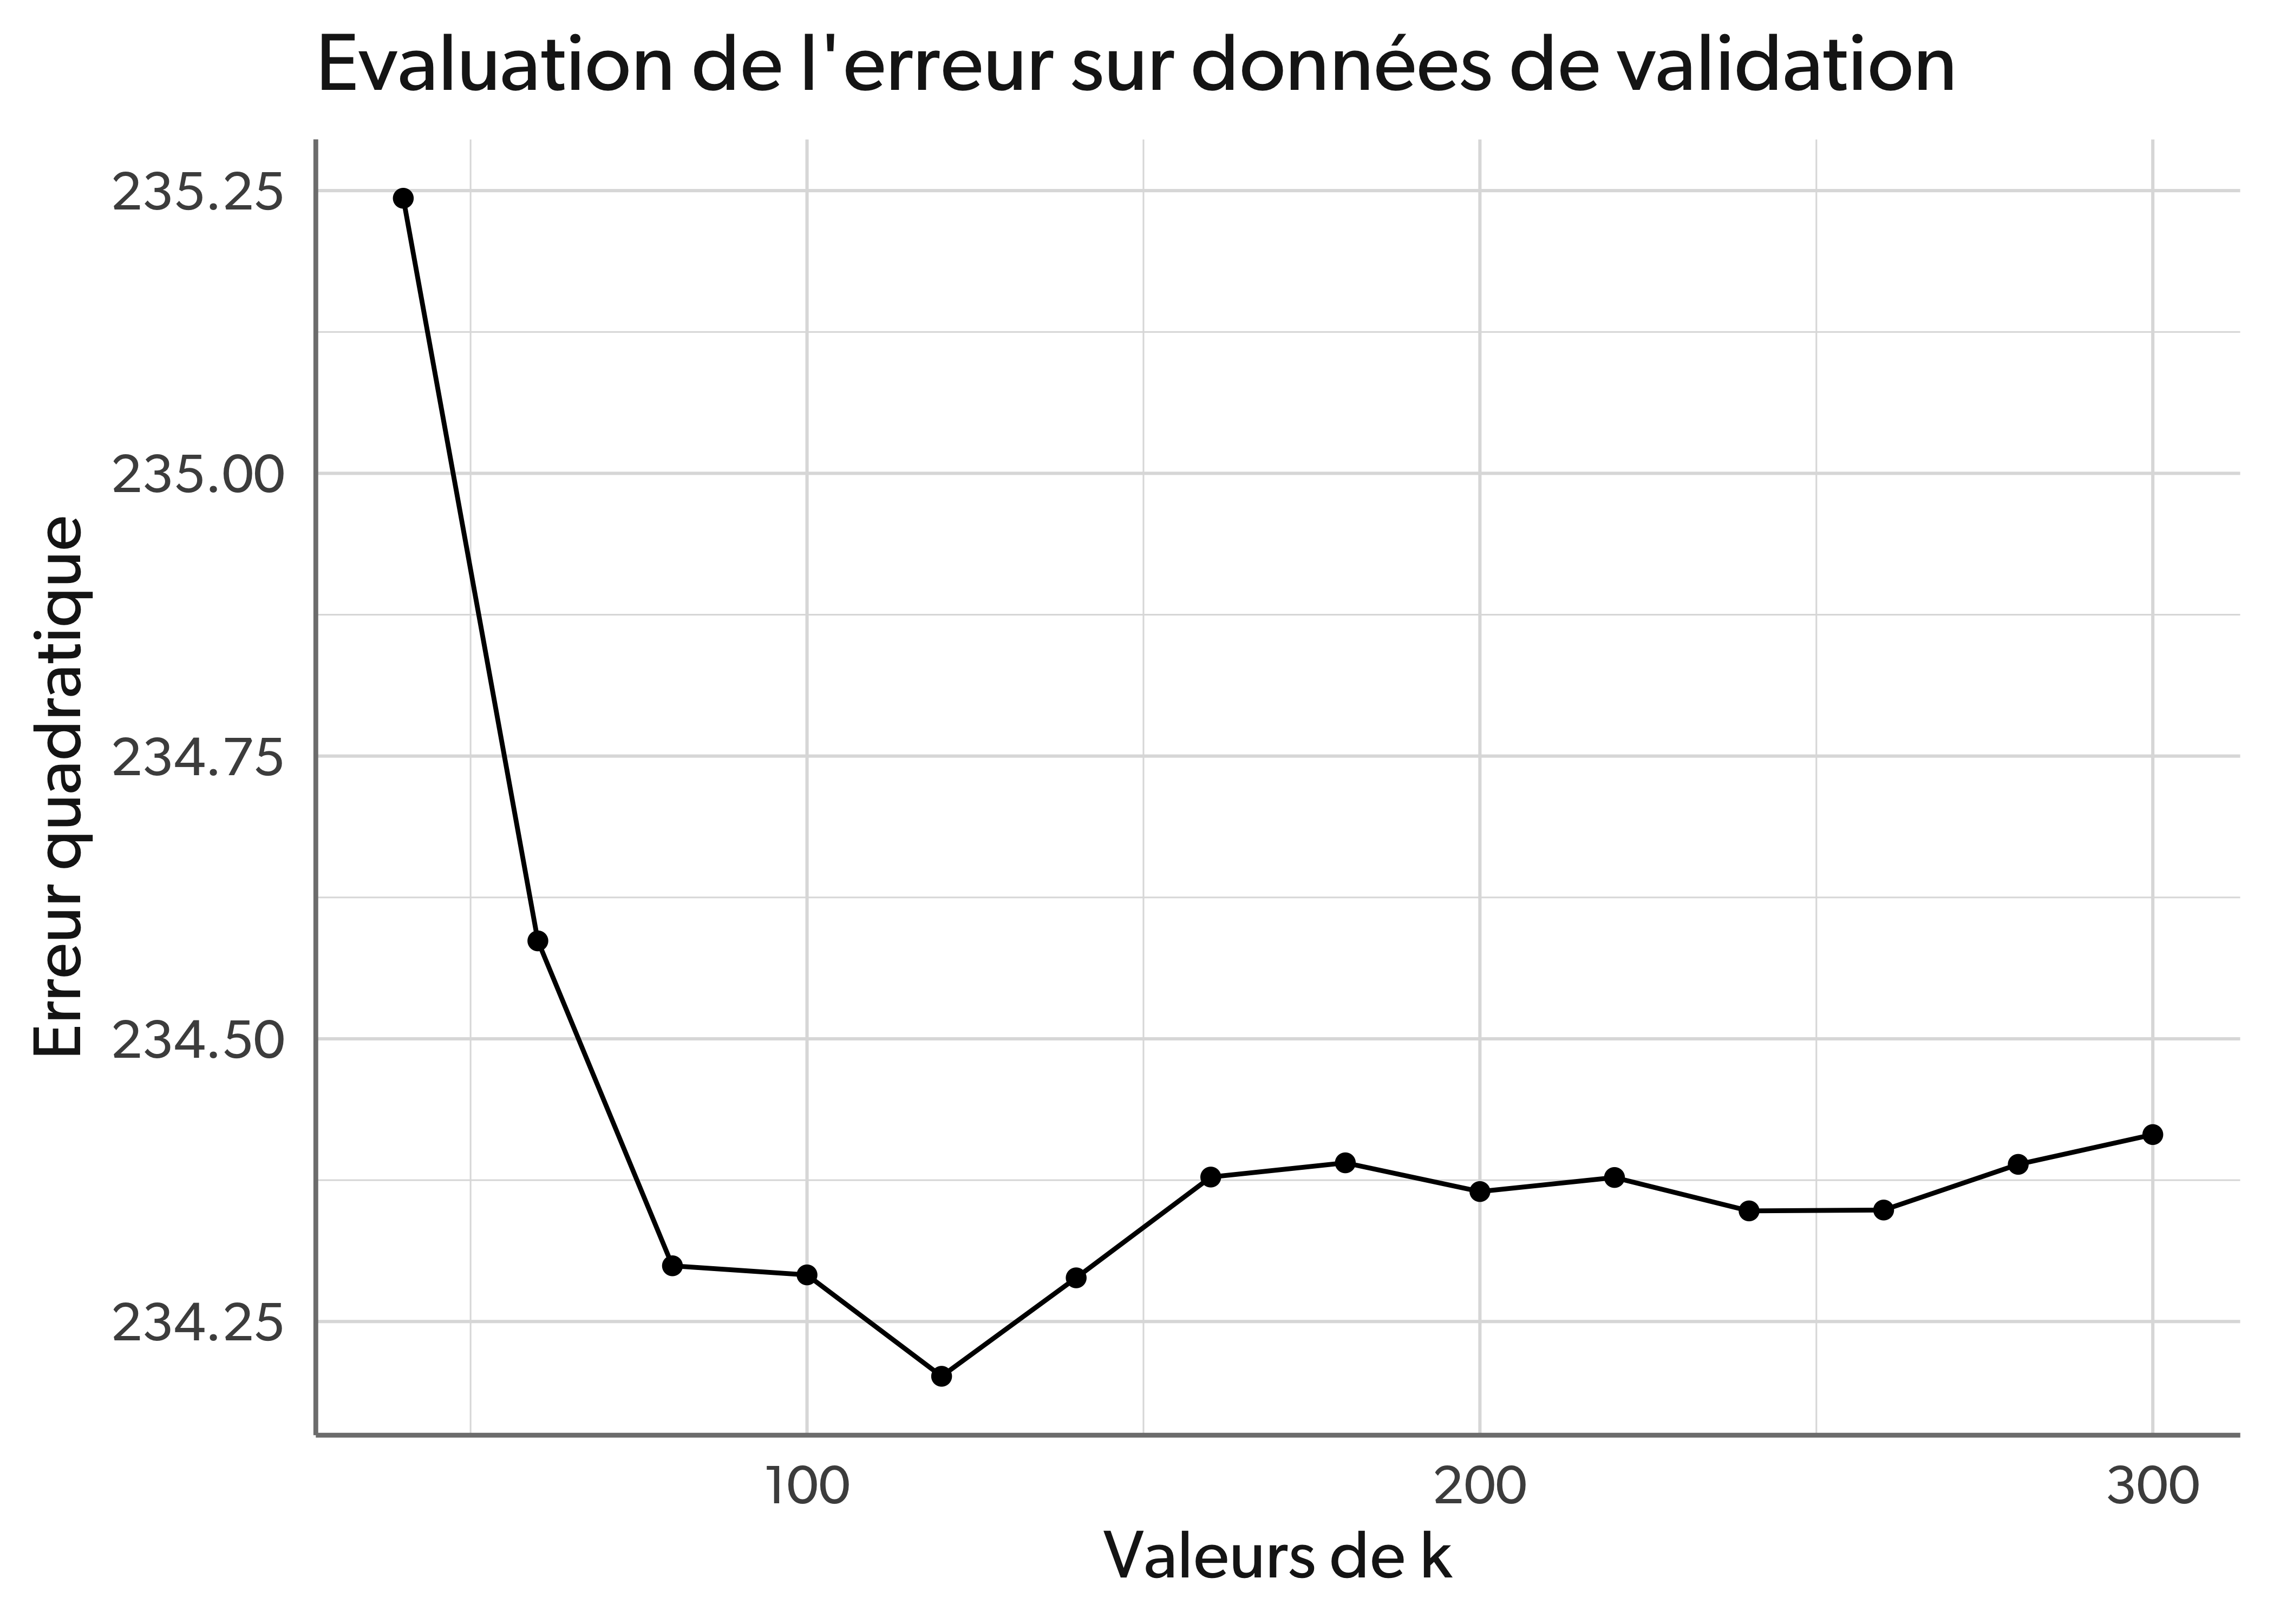 Evaluation de l'erreur sur données de validation
Erreur quadratique
235.25
235.00
234.75
234.50
234.25
100
200
300
Valeurs de k